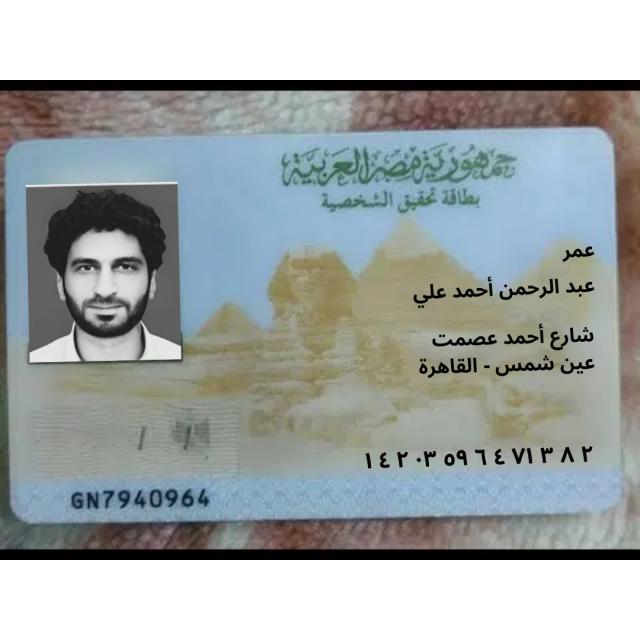 جمهورية مصر العربية
بطاقة تحقيق الشخصية
عمر
عبد الرحمن أحمد علي
شارع أحمد عصمت
عين شمس - القاهرة
١٤٢٠٣٥٩٦٤٧١٣٨٢
GN7940964